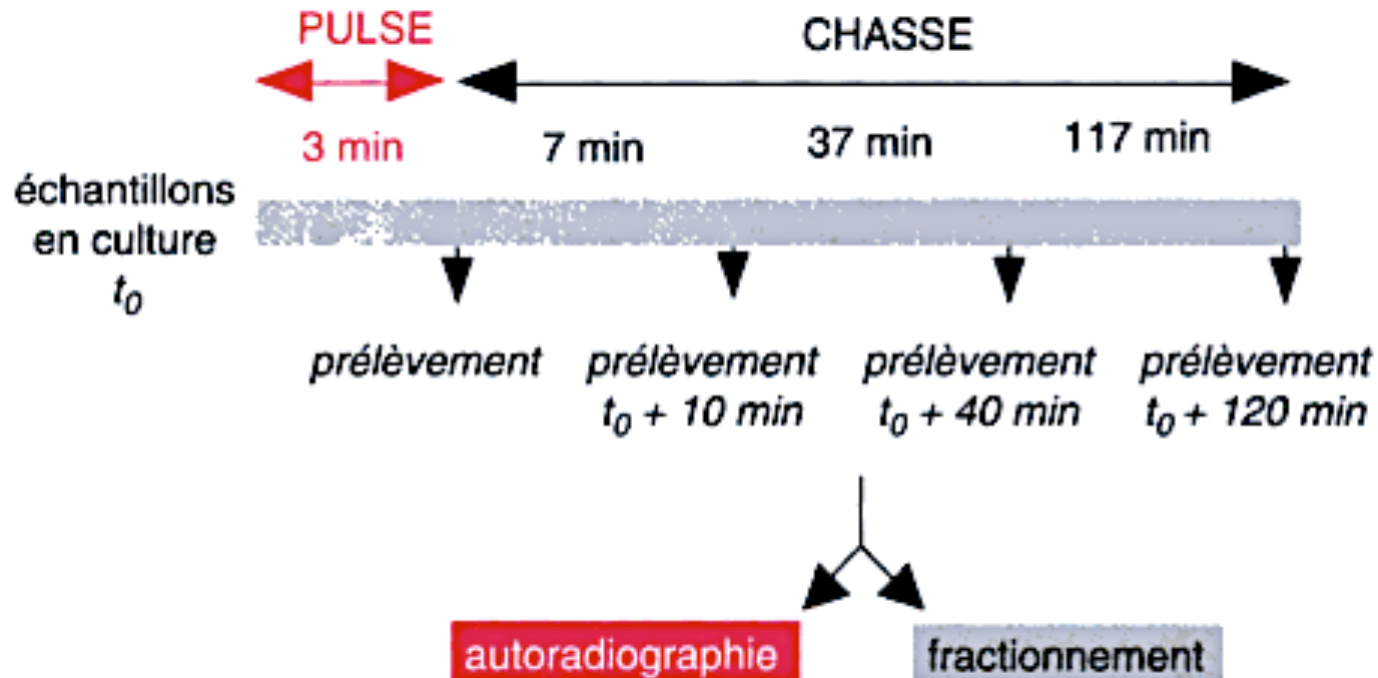 PULSE
CHASSE
3 min
7 min
37 min
117 min
échantillons
en culture
t0
prélèvement
prélèvement
t0 + 10 min
prélèvement
t0 + 40 min
prélèvement
t0 + 120 min
autoradiographie
fractionnement